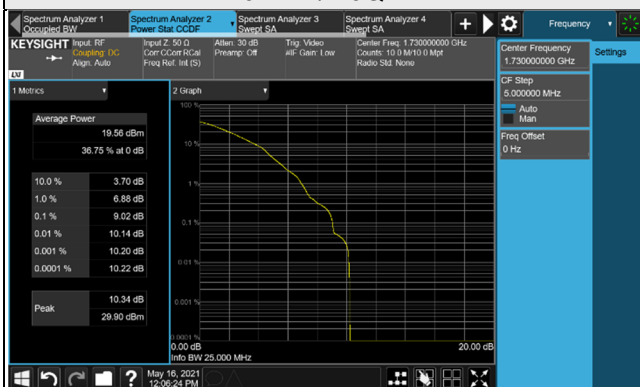 Spectrum Analyzer 1
Occupied BW
Spectrum Analyzer 2
Power Stat CCDF
Spectrum Analyzer 3
Swept SA
Spectrum Analyzer 4
Swept SA
Frequency
KEYSIGHT
Input: RF
Coupling: DC
Align: Auto
Input Z: 50 Ω
Corr CCorr RCal
Freq Ref: Int (S)
Atten: 30 dB
Preamp: Off
Trig: Video
#IF Gain: Low
Center Freq: 1.730000000 GHz
Counts: 10.0 M/10.0 Mpt
Radio Std: None
Center Frequency
1.730000000 GHz
Settings
CF Step
5.000000 MHz
Auto
Man
Freq Offset
0 Hz
LXI
1 Metrics
2 Graph
Average Power
19.56 dBm
36.75 % at 0 dB
10.0 % 3.70 dB
1.0 % 6.88 dB
0.1 % 9.02 dB
0.01 % 10.14 dB
0.001 % 10.20 dB
0.0001 % 10.22 dB
Peak
10.34 dB
29.90 dBm
100 %
10 %
1 %
0.1 %
0.01 %
0.001 %
0.0001 %
0.00 dB
20.00 dB
Info BW 25.000 MHz
May 16, 2021
12:06:24 PM